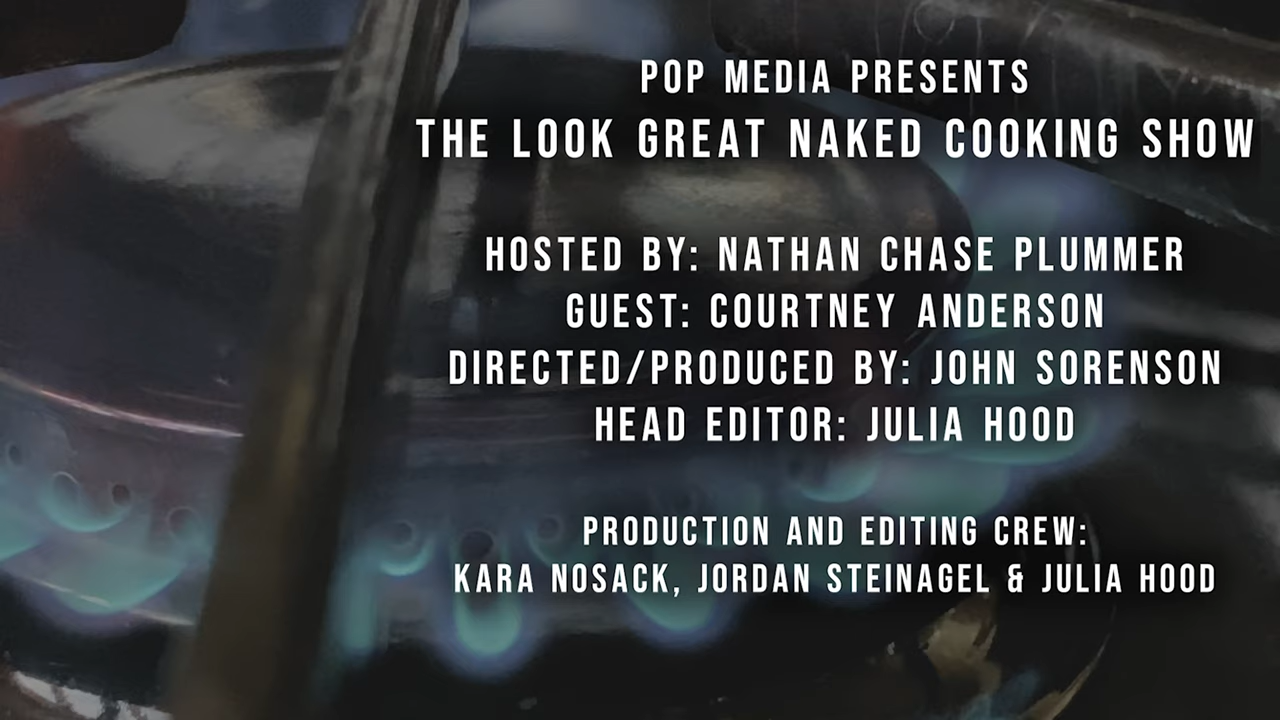 POP MEDIA PRESENTS
THE LOOK GREAT NAKED COOKING SHOW
HOSTED BY: NATHAN CHASE PLUMMER
GUEST: COURTNEY ANDERSON
DIRECTED/PRODUCED BY: JOHN SORENSON
HEAD EDITOR: JULIA HOOD
PRODUCTION AND EDITING CREW:
KARA NOSACK, JORDAN STEINAGEL & JULIA HOOD